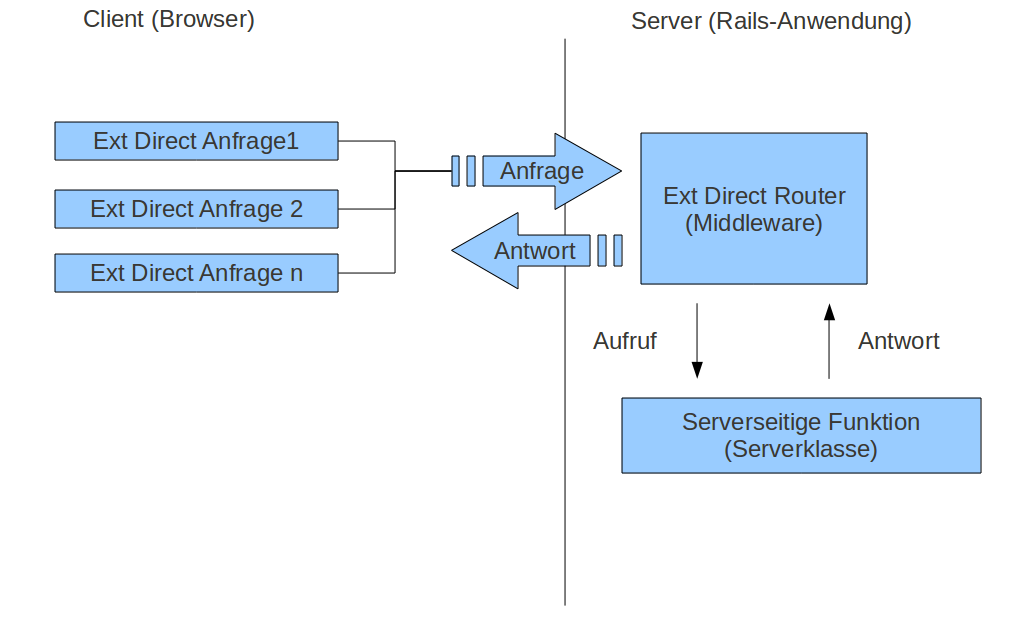 Client (Browser)
Server (Rails-Anwendung)
Ext Direct Anfrage1
Ext Direct Anfrage 2
Ext Direct Anfrage n
Anfrage
Antwort
Ext Direct Router
(Middleware)
Aufruf
Antwort
Serverseitige Funktion
(Serverklasse)